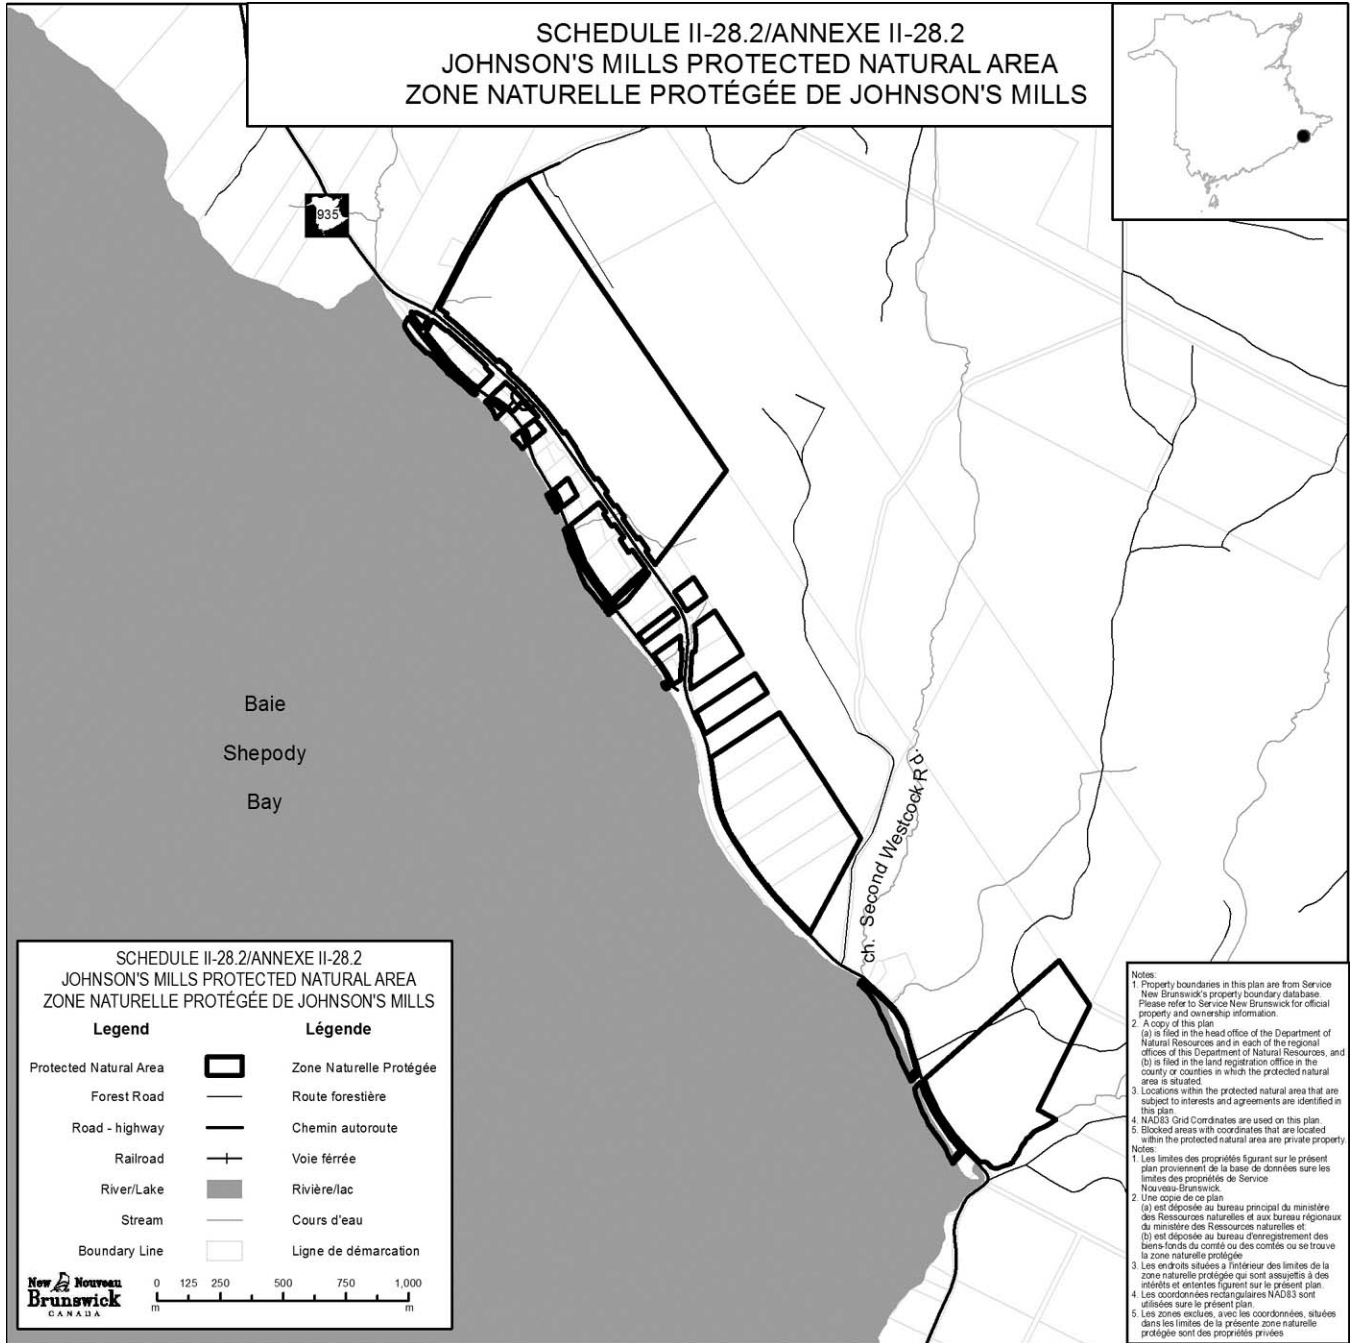 SCHEDULE II-28.2/ANNEXE II-28.2
JOHNSON'S MILLS PROTECTED NATURAL AREA
ZONE NATURELLE PROTÉGÉE DE JOHNSON'S MILLS
935
Baie
Shepody
Bay
ch. Second Westcock Rd.
SCHEDULE II-28.2/ANNEXE II-28.2
JOHNSON'S MILLS PROTECTED NATURAL AREA
ZONE NATURELLE PROTÉGÉE DE JOHNSON'S MILLS
Legend Légende
Protected Natural Area Zone Naturelle Protégée
Forest Road Route forestière
Road - highway Chemin autoroute
Railroad Voie férrée
River/Lake Rivière/lac
Stream Cours d'eau
Boundary Line Ligne de démarcation
New Nouveau
Brunswick
CANADA
0 125 250 500 750 1,000
m m
Notes:
1. Property boundaries in this plan are from Service
New Brunswick's property boundary database.
Please refer to Service New Brunswick for official
property and ownership information.
2. A copy of this plan
(a) is filed in the head office of the Department of
Natural Resources and in each of the regional
offices of this Department of Natural Resources, and
(b) is filed in the land registration offfice in the
county or counties in which the protected natural
area is situated.
3. Locations within the protected natural area that are
subject to interests and agreements are identified in
this plan.
4. NAD83 Grid Corrdinates are used on this plan.
5. Blocked areas with coordinates that are located
within the protected natural area are private property.
Notes:
1. Les limites des propriétés figurant sur le présent
plan proviennent de la base de données sure les
limites des propriétés de Service
Nouveau-Brunswick.
2. Une copie de ce plan
(a) est déposée au bureau principal du ministère
des Ressources naturelles et aux bureau régionaux
du ministère des Ressources naturelles et:
(b) est déposée au bureau d'enregistrement des
biens-fonds du comté ou des comtés ou se trouve
la zone naturelle protégée
3. Les endroits situées a l'intérieur des limites de la
zone naturelle protégée qui sont assujettis à des
intérêts et ententes figurent sur le présent plan.
4. Les coordonnées rectangulaires NAD83 sont
utilisées sure le présent plan.
5. Les zones exclues, avec les coordonnées, situées
dans les limites de la présente zone naturelle
protégée sont des propriétés privées